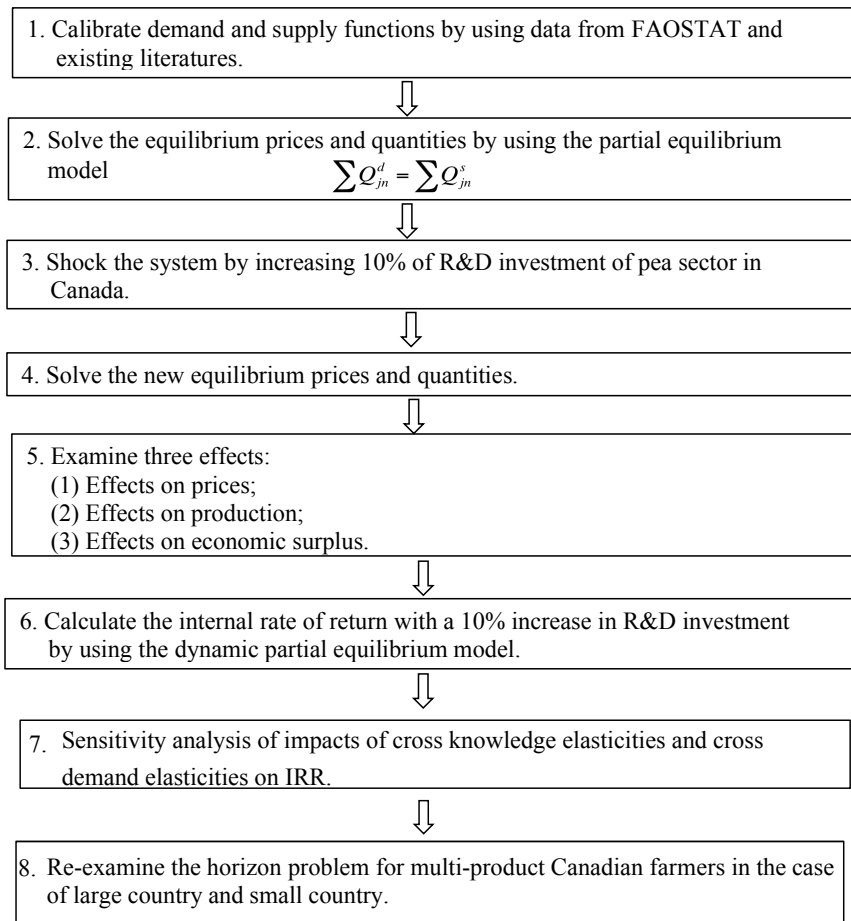 1. Calibrate demand and supply functions by using data from FAOSTAT and
existing literatures.
2. Solve the equilibrium prices and quantities by using the partial equilibrium
model ∑Q_{jn}^{d} = ∑Q_{jn}^{s}
3. Shock the system by increasing 10% of R&D investment of pea sector in
Canada.
4. Solve the new equilibrium prices and quantities.
5. Examine three effects:
(1) Effects on prices;
(2) Effects on production;
(3) Effects on economic surplus.
6. Calculate the internal rate of return with a 10% increase in R&D investment
by using the dynamic partial equilibrium model.
7. Sensitivity analysis of impacts of cross knowledge elasticities and cross
demand elasticities on IRR.
8. Re-examine the horizon problem for multi-product Canadian farmers in the case
of large country and small country.